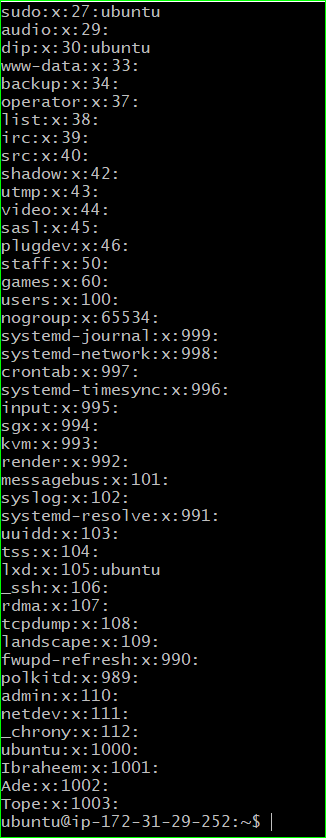 sudo:x:27:ubuntu
audio:x:29:
dip:x:30:ubuntu
www-data:x:33:
backup:x:34:
operator:x:37:
list:x:38:
irc:x:39:
src:x:40:
shadow:x:42:
utmp:x:43:
video:x:44:
sasl:x:45:
plugdev:x:46:
staff:x:50:
games:x:60:
users:x:100:
nogroup:x:65534:
systemd-journal:x:999:
systemd-network:x:998:
crontab:x:997:
systemd-timesync:x:996:
input:x:995:
sgx:x:994:
kvm:x:993:
render:x:992:
messagebus:x:101:
syslog:x:102:
systemd-resolve:x:991:
uuidd:x:103:
tss:x:104:
lxd:x:105:ubuntu
_ssh:x:106:
rdma:x:107:
tcpdump:x:108:
landscape:x:109:
fwupd-refresh:x:990:
polkitd:x:989:
admin:x:110:
netdev:x:111:
_chrony:x:112:
ubuntu:x:1000:
Ibraheem:x:1001:
Ade:x:1002:
Tope:x:1003:
ubuntu@ip-172-31-29-252:~$